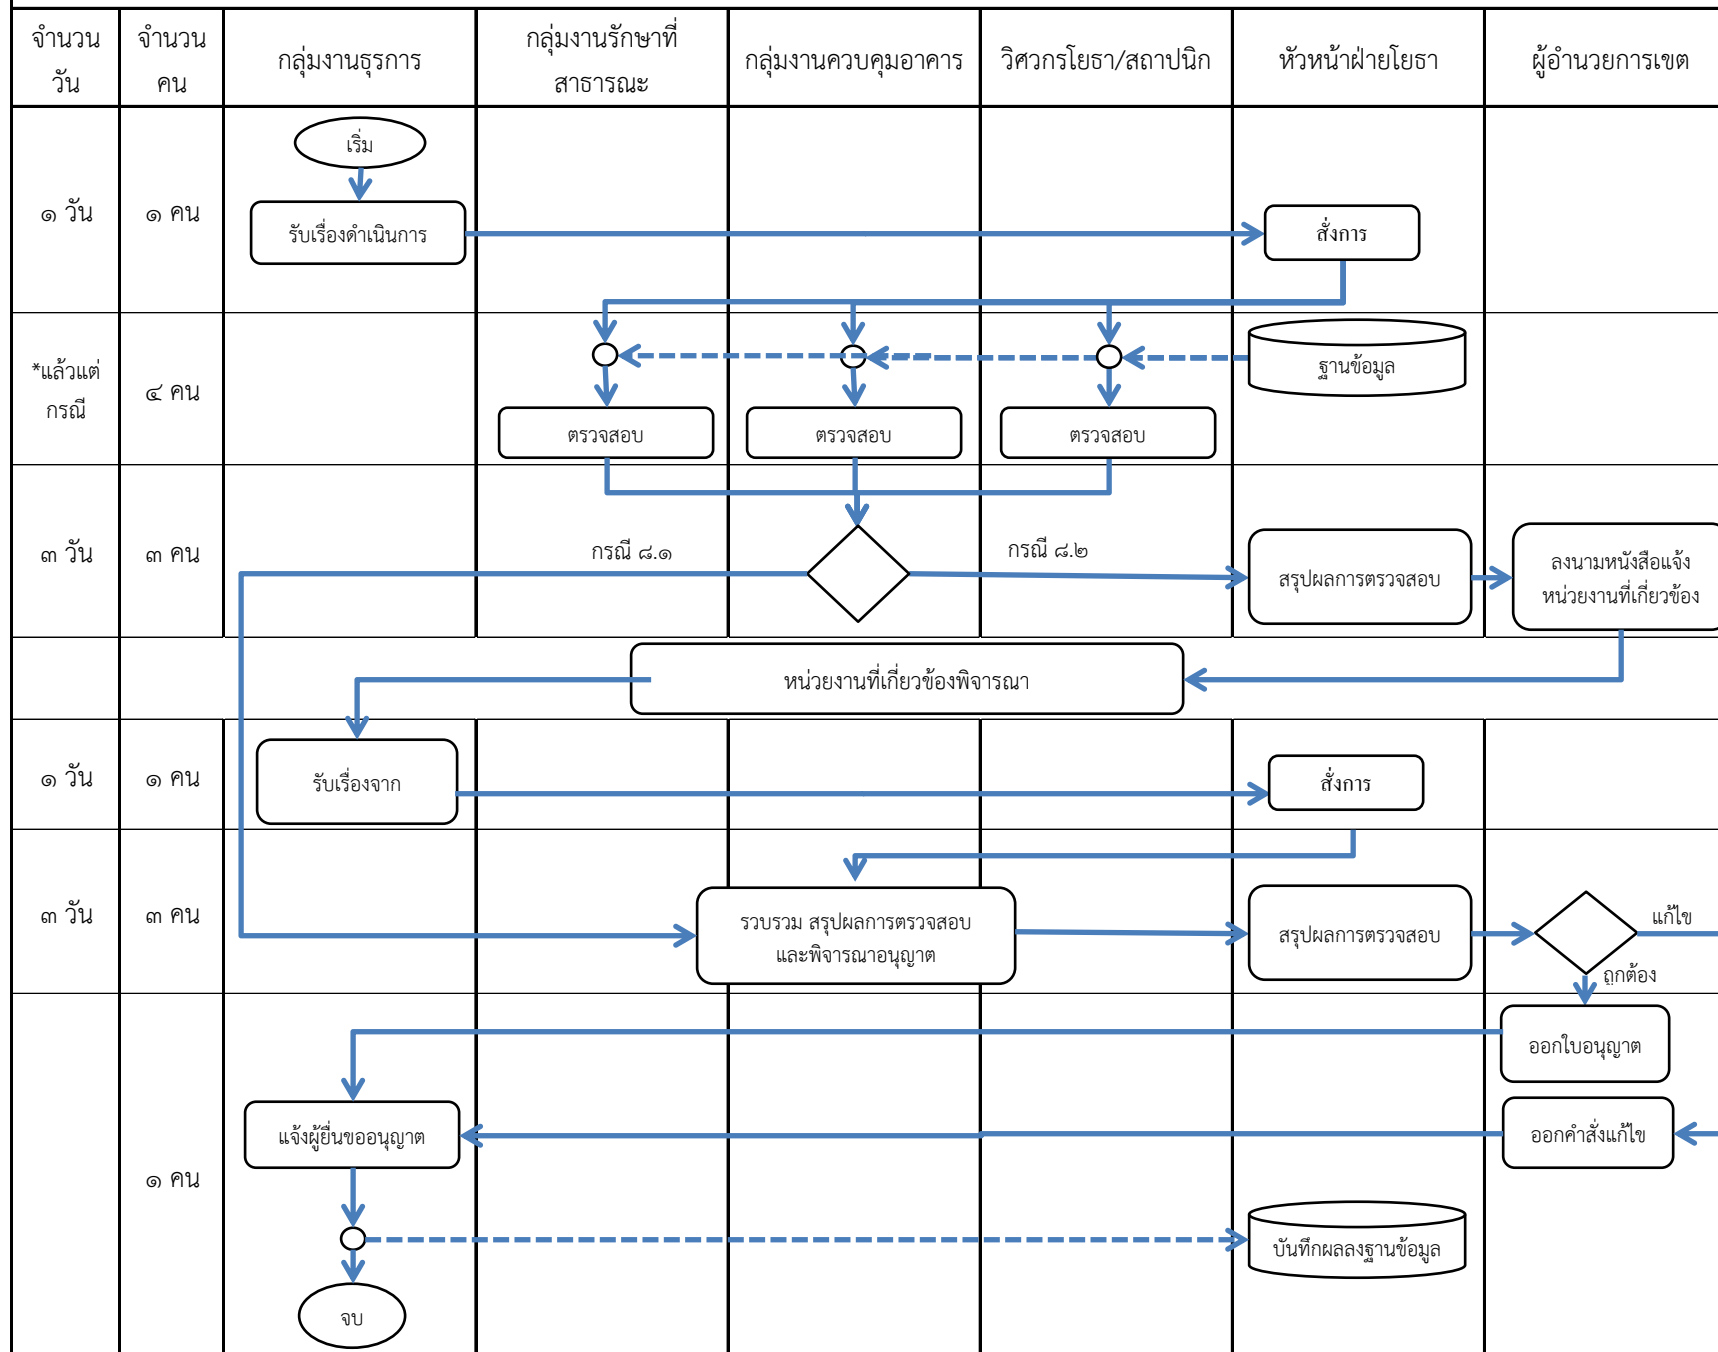 จำนวน
วัน
จำนวน
คน
กลุ่มงานธุรการ
กลุ่มงานรักษาที่
สาธารณะ
กลุ่มงานควบคุมอาคาร
วิศวกรโยธา/สถาปนิก
หัวหน้าฝ่ายโยธา
ผู้อำนวยการเขต
เริ่ม
๑ วัน
๑ คน
รับเรื่องดำเนินการ
สั่งการ
*แล้วแต่
กรณี
๔ คน
ฐานข้อมูล
ตรวจสอบ
ตรวจสอบ
ตรวจสอบ
๓ วัน
๓ คน
กรณี ๘.๑
กรณี ๘.๒
สรุปผลการตรวจสอบ
ลงนามหนังสือแจ้ง
หน่วยงานที่เกี่ยวข้อง
หน่วยงานที่เกี่ยวข้องพิจารณา
๑ วัน
๑ คน
รับเรื่องจาก
สั่งการ
๓ วัน
๓ คน
รวบรวม สรุปผลการตรวจสอบ
และพิจารณาอนุญาต
สรุปผลการตรวจสอบ
แก้ไข
ถูกต้อง
ออกใบอนุญาต
แจ้งผู้ยื่นขออนุญาต
ออกคำสั่งแก้ไข
๑ คน
บันทึกผลลงฐานข้อมูล
จบ